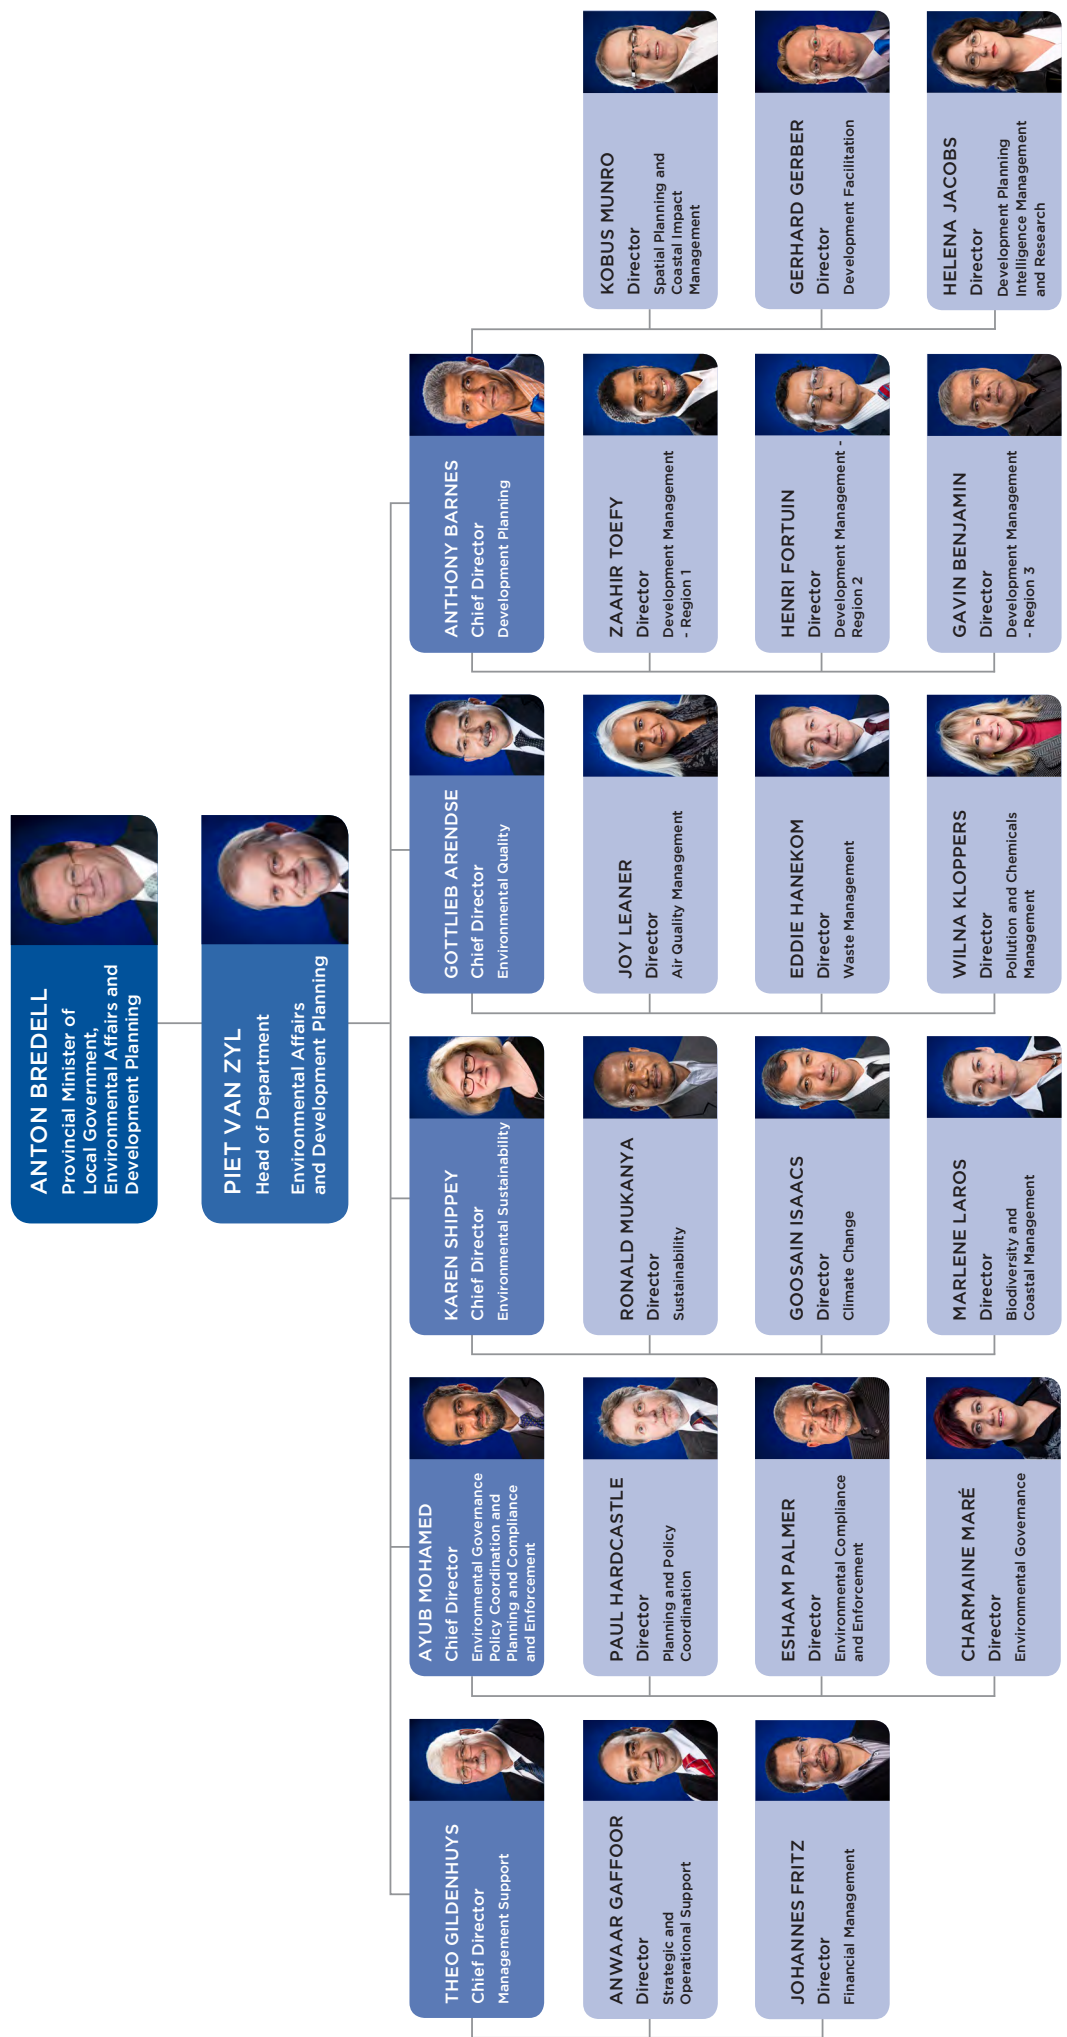 ANTON BREDELL
Provincial Minister of
Local Government,
Environmental Affairs and
Development Planning
PIET VAN ZYL
Head of Department
Environmental Affairs
and Development Planning
THEO GILDENHUYS
Chief Director
Management Support
ANWAAR GAFFOOR
Director
Strategic and
Operational Support
JOHANNES FRITZ
Director
Financial Management
AYUB MOHAMED
Chief Director
Environmental Governance
Policy Coordination and
Planning and Compliance
and Enforcement
PAUL HARDCASTLE
Director
Planning and Policy
Coordination
ESHAAM PALMER
Director
Environmental Compliance
and Enforcement
CHARMAINE MARÉ
Director
Environmental Governance
KAREN SHIPPEY
Chief Director
Environmental Sustainability
RONALD MUKANYA
Director
Sustainability
GOOSAIN ISAACS
Director
Climate Change
MARLENE LAROS
Director
Biodiversity and
Coastal Management
GOTTLIEB ARENDSE
Chief Director
Environmental Quality
JOY LEANER
Director
Air Quality Management
EDDIE HANEKOM
Director
Waste Management
WILNA KLOPPERS
Director
Pollution and Chemicals
Management
ANTHONY BARNES
Chief Director
Development Planning
ZAAHIR TOEFY
Director
Development Management
- Region 1
HENRI FORTUIN
Director
Development Management -
Region 2
GAVIN BENJAMIN
Director
Development Management
- Region 3
KOBUS MUNRO
Director
Spatial Planning and
Coastal Impact
Management
GERHARD GERBER
Director
Development Facilitation
HELENA JACOBS
Director
Development Planning
Intelligence Management
and Research